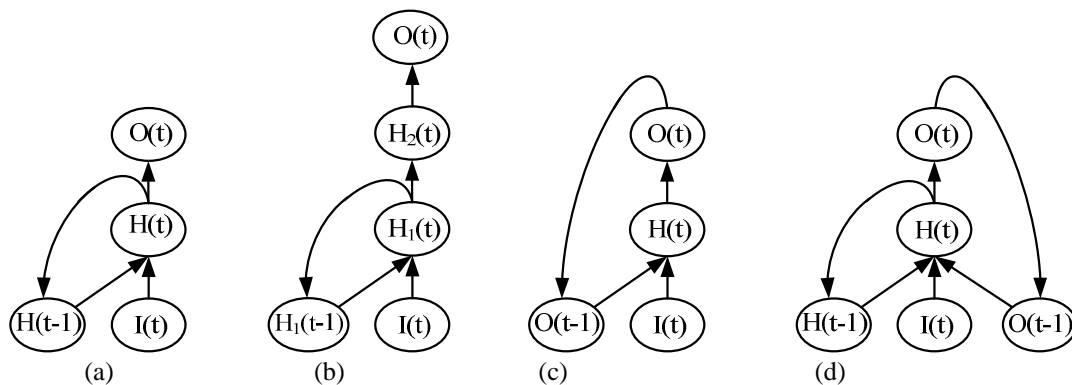 O(t)
H(t)
H(t-1)
I(t)
(a)
O(t)
H₂(t)
H₁(t)
H₁(t-1)
I(t)
(b)
O(t)
H(t)
O(t-1)
I(t)
(c)
O(t)
H(t)
H(t-1)
I(t)
O(t-1)
(d)